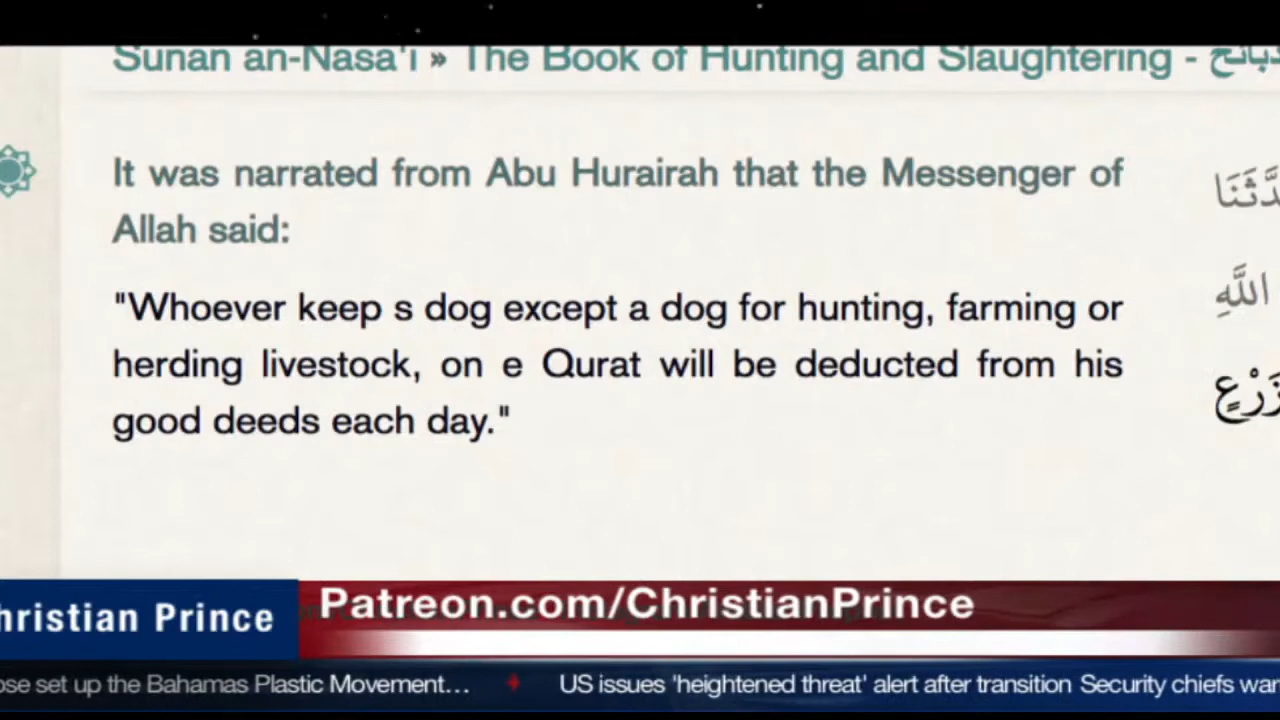 Sunan an-Nasa'i » The Book of Hunting and Slaughtering -
It was narrated from Abu Hurairah that the Messenger of
Allah said:
"Whoever keep s dog except a dog for hunting, farming or
herding livestock, on e Qurat will be deducted from his
good deeds each day."
دَّثَنَا
اللَّهِ
زَرْعٍ
hristian Prince
Patreon.com/ChristianPrince
ose set up the Bahamas Plastic Movement... US issues 'heightened threat' alert after transition Security chiefs war